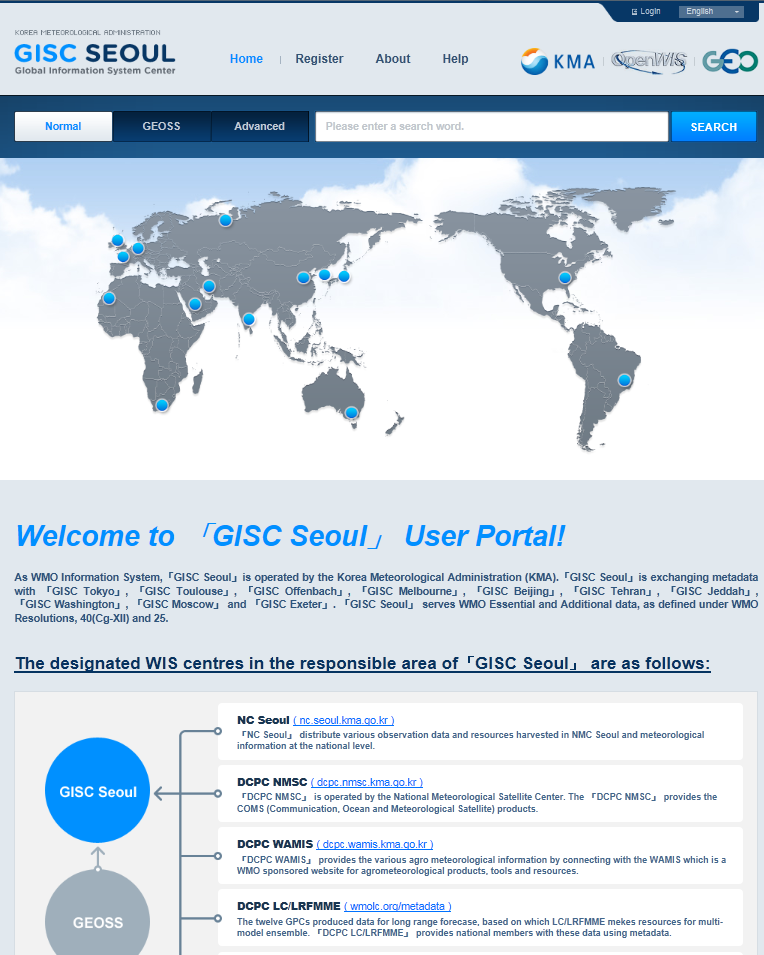 Login
English
KOREA METEOROLOGICAL ADMINISTRATION
GISC SEOUL
Global Information System Center
Home
Register
About
Help
KMA
OpenWIS
GEO
Normal
GEOSS
Advanced
Please enter a search word.
SEARCH
Welcome to 「GISC Seoul」 User Portal!
As WMO Information System,「GISC Seoul」is operated by the Korea Meteorological Administration (KMA).「GISC Seoul」is exchanging metadata
with 「GISC Tokyo」, 「GISC Toulouse」, 「GISC Offenbach」, 「GISC Melbourne」, 「GISC Beijing」, 「GISC Tehran」, 「GISC Jeddah」,
「GISC Washington」, 「GISC Moscow」 and 「GISC Exeter」. 「GISC Seoul」 serves WMO Essential and Additional data, as defined under WMO
Resolutions, 40(Cg-XII) and 25.
The designated WIS centres in the responsible area of「GISC Seoul」 are as follows:
GISC Seoul
GEOSS
NC Seoul ( nc.seoul.kma.go.kr )
「NC Seoul」 distribute various observation data and resources harvested in NMC Seoul and meteorological
information at the national level.
DCPC NMSC ( dcpc.nmsc.kma.go.kr )
「DCPC NMSC」 is operated by the National Meteorological Satellite Center. The 「DCPC NMSC」 provides the
COMS (Communication, Ocean and Meteorological Satellite) products.
DCPC WAMIS ( dcpc.wamis.kma.go.kr )
「DCPC WAMIS」 provides the various agro meteorological information by connecting with the WAMIS which is a
WMO sponsored website for agrometeorological products, tools and resources.
DCPC LC/LRFMME ( wmolc.org/metadata )
The twelve GPCs produced data for long range forecase, based on which LC/LRFMME mekes resources for multi-
model ensemble. 「DCPC LC/LRFMME」 provides national members with these data using metadata.